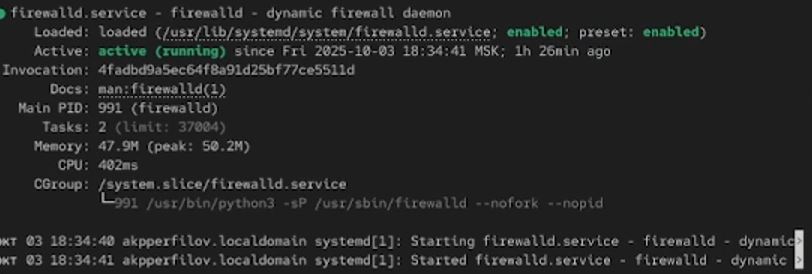 ● firewalld.service - firewalld - dynamic firewall daemon
Loaded: loaded (/usr/lib/systemd/system/firewalld.service; enabled; preset: enabled)
Active: active (running) since Fri 2025-10-03 18:34:41 MSK; 1h 26min ago
Invocation: 4fadbd9a5ec64f8a91d25bf77ce5511d
Docs: man:firewalld(1)
Main PID: 991 (firewalld)
Tasks: 2 (limit: 37004)
Memory: 47.9M (peak: 50.2M)
CPU: 402ms
CGroup: /system.slice/firewalld.service
└─991 /usr/bin/python3 -sP /usr/sbin/firewalld --nofork --nopid
окт 03 18:34:40 akpperfilov.localdomain systemd[1]: Starting firewalld.service - firewalld - dynamic>
окт 03 18:34:41 akpperfilov.localdomain systemd[1]: Started firewalld.service - firewalld - dynamic >